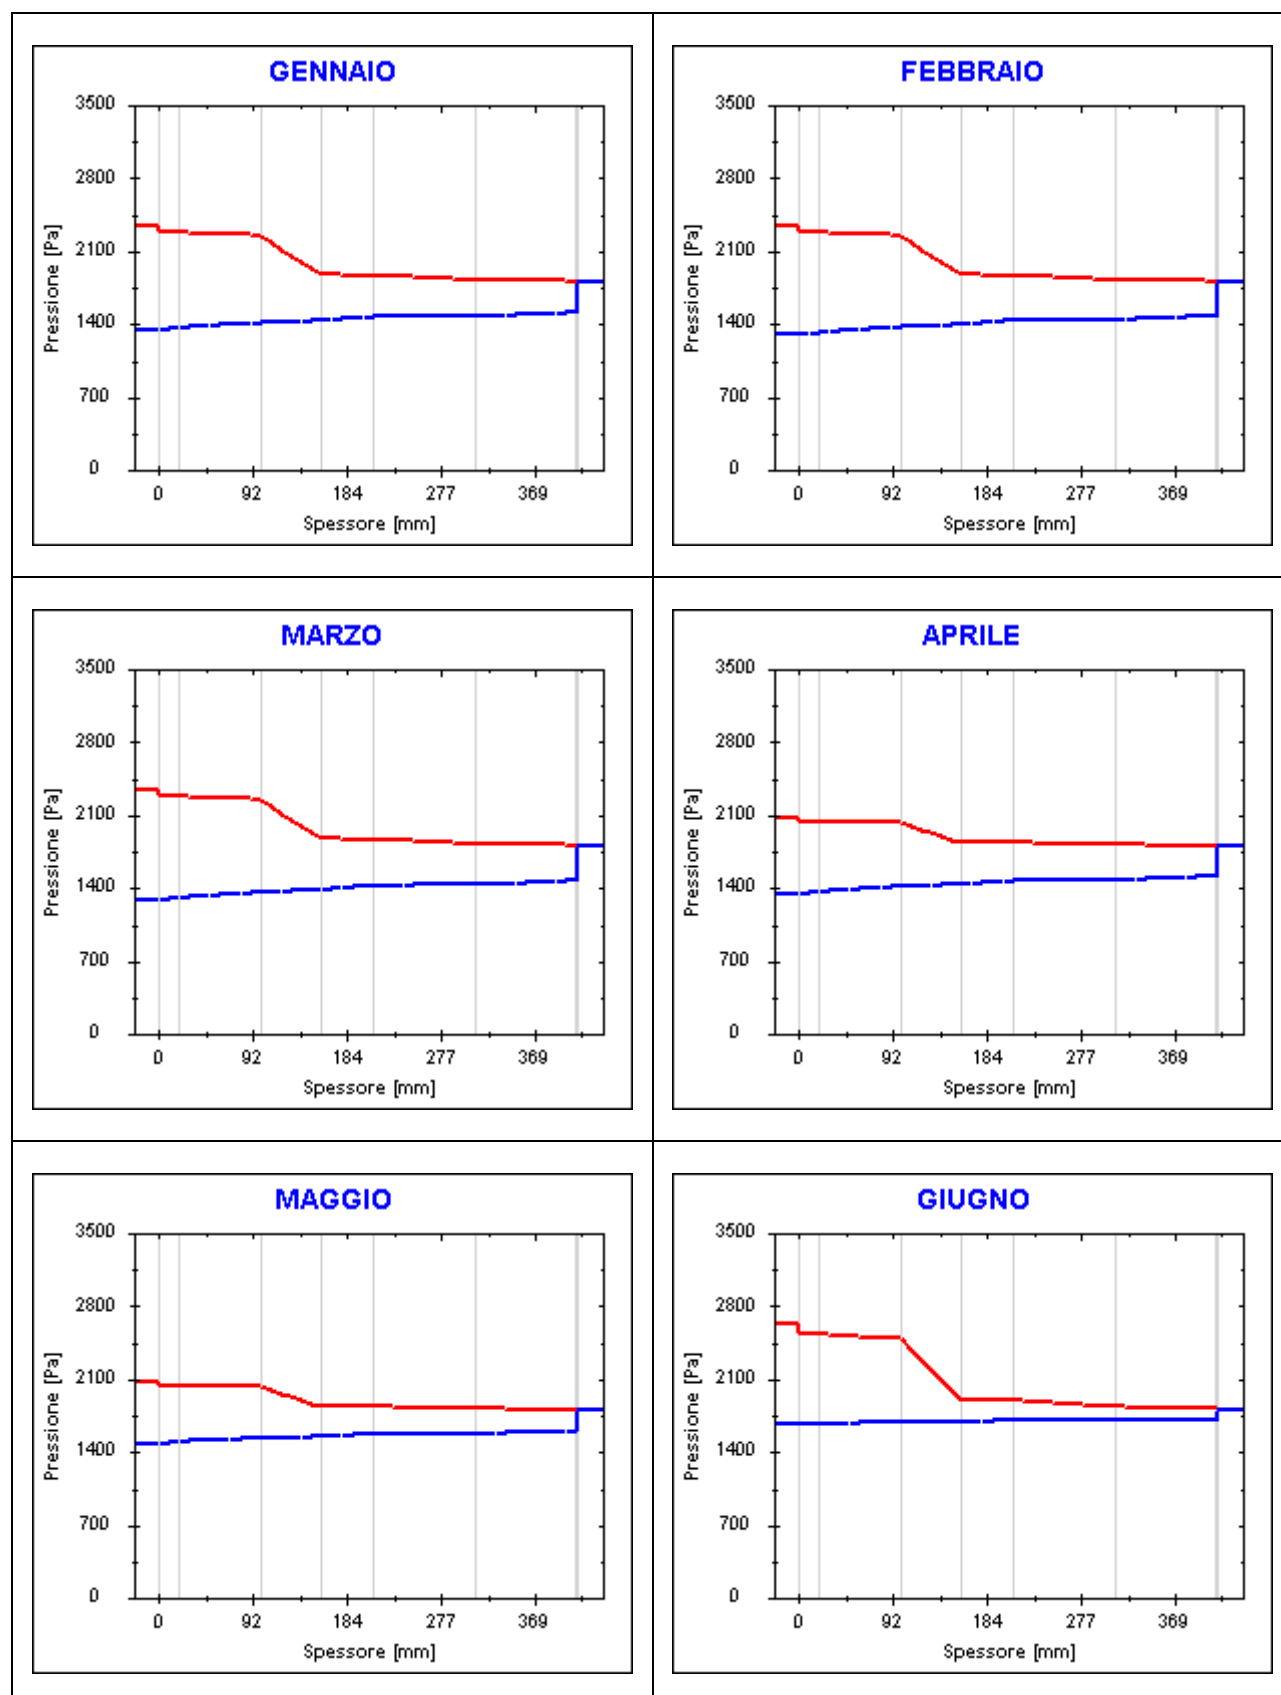 GENNAIO
3500
2800
2100
1400
700
0
Pressione [Pa]
0 92 184 277 369
Spessore [mm]
FEBBRAIO
3500
2800
2100
1400
700
0
Pressione [Pa]
0 92 184 277 369
Spessore [mm]
MARZO
3500
2800
2100
1400
700
0
Pressione [Pa]
0 92 184 277 369
Spessore [mm]
APRILE
3500
2800
2100
1400
700
0
Pressione [Pa]
0 92 184 277 369
Spessore [mm]
MAGGIO
3500
2800
2100
1400
700
0
Pressione [Pa]
0 92 184 277 369
Spessore [mm]
GIUGNO
3500
2800
2100
1400
700
0
Pressione [Pa]
0 92 184 277 369
Spessore [mm]